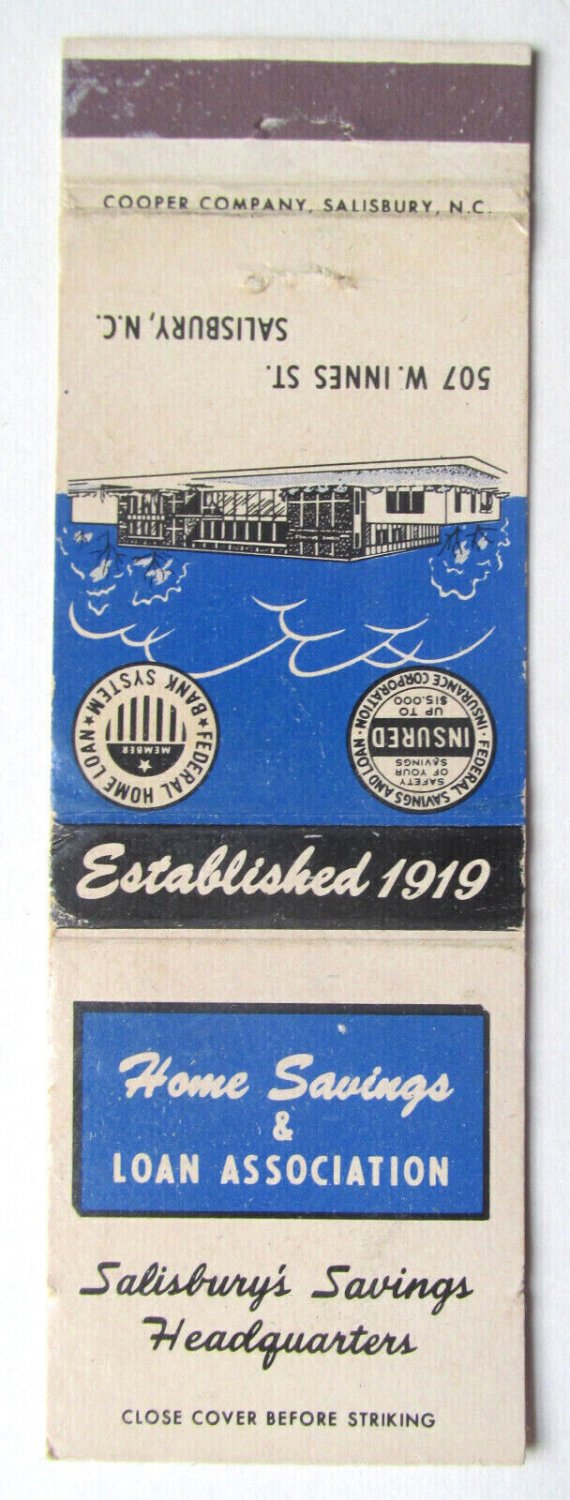 COOPER COMPANY, SALISBURY, N.C.
507 W. INNES ST.
SALISBURY, N.C.
★ FEDERAL HOME LOAN ★ BANK SYSTEM
MEMBER
FEDERAL SAVINGS AND LOAN · INSURANCE CORPORATION ·
SAFETY
OF YOUR
SAVINGS
INSURED
UP TO
$15,000
Established 1919
Home Savings
&
LOAN ASSOCIATION
Salisbury's Savings
Headquarters
CLOSE COVER BEFORE STRIKING